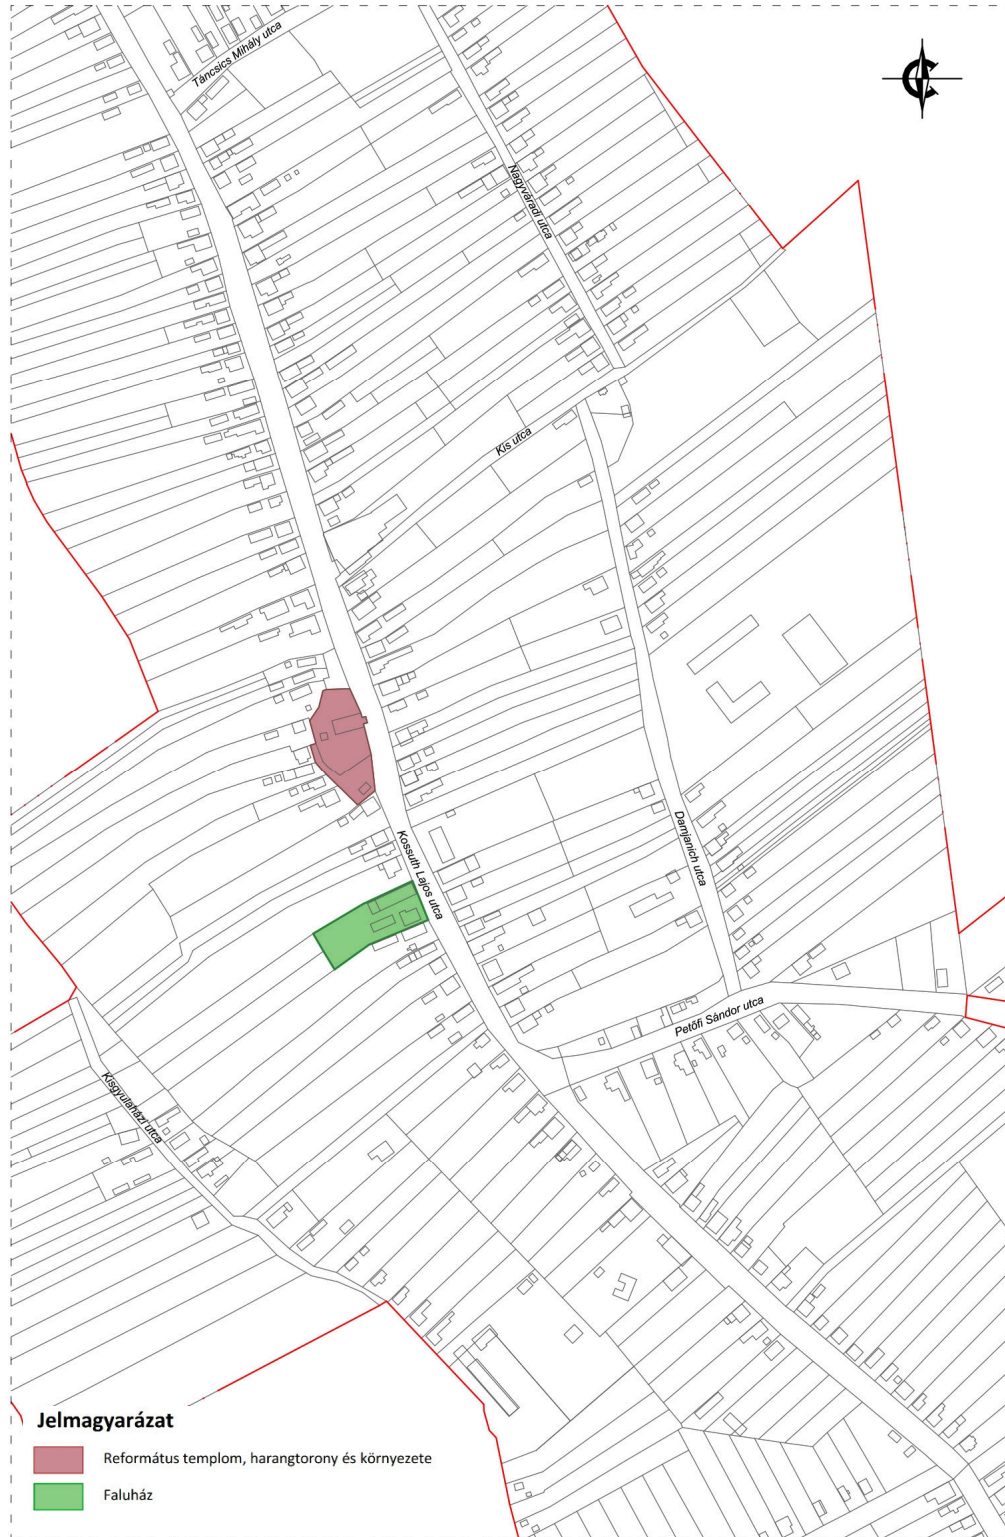 Táncsics Mihály utca
Nagyváradi utca
Kis utca
Damjanich utca
Kossuth Lajos utca
Petőfi Sándor utca
Kisgyulaházi utca
Jelmagyarázat
Református templom, harangtorony és környezete
Faluház